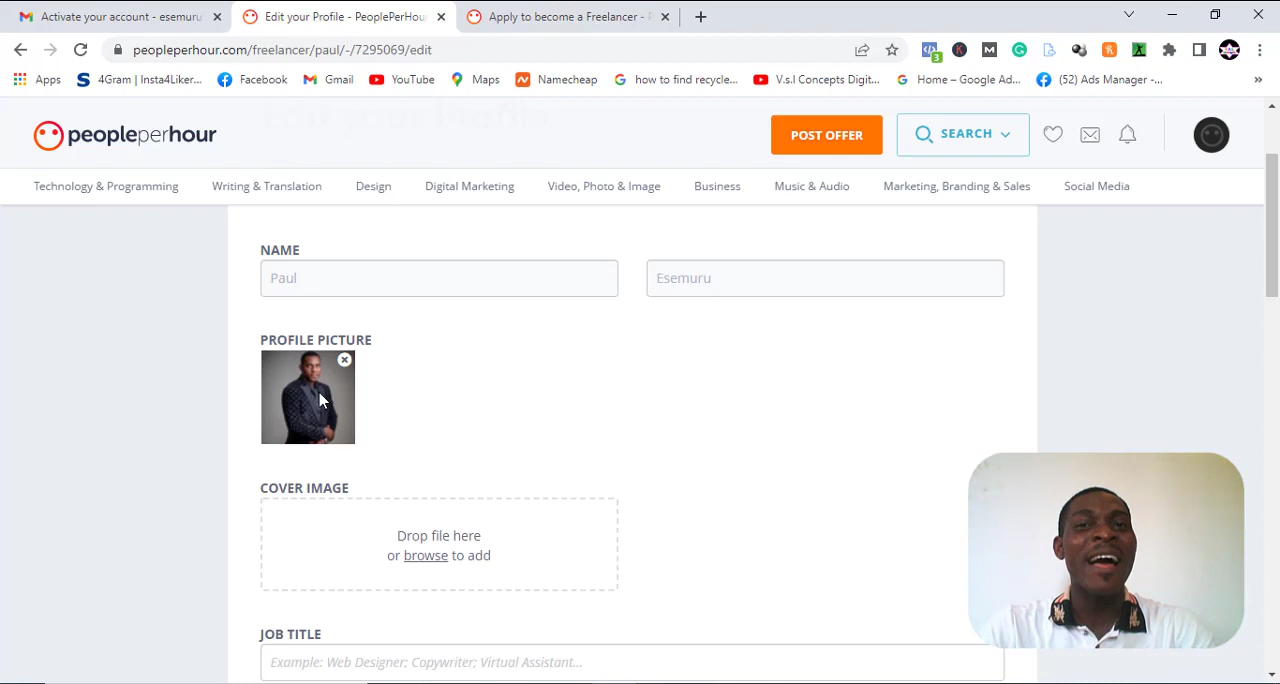 Activate your account - esemuru
Edit your Profile - PeoplePerHour
Apply to become a Freelancer -
peopleperhour.com/freelancer/paul/-/7295069/edit
3
Apps
4Gram | Insta4Liker...
Facebook
Gmail
YouTube
Maps
Namecheap
how to find recycle...
V.s.l Concepts Digit...
Home – Google Ad...
(52) Ads Manager -...
»
peopleperhour
POST OFFER
SEARCH
Technology & Programming
Writing & Translation
Design
Digital Marketing
Video, Photo & Image
Business
Music & Audio
Marketing, Branding & Sales
Social Media
NAME
Paul
Esemuru
PROFILE PICTURE
COVER IMAGE
Drop file here
or browse to add
JOB TITLE
Example: Web Designer; Copywriter; Virtual Assistant...